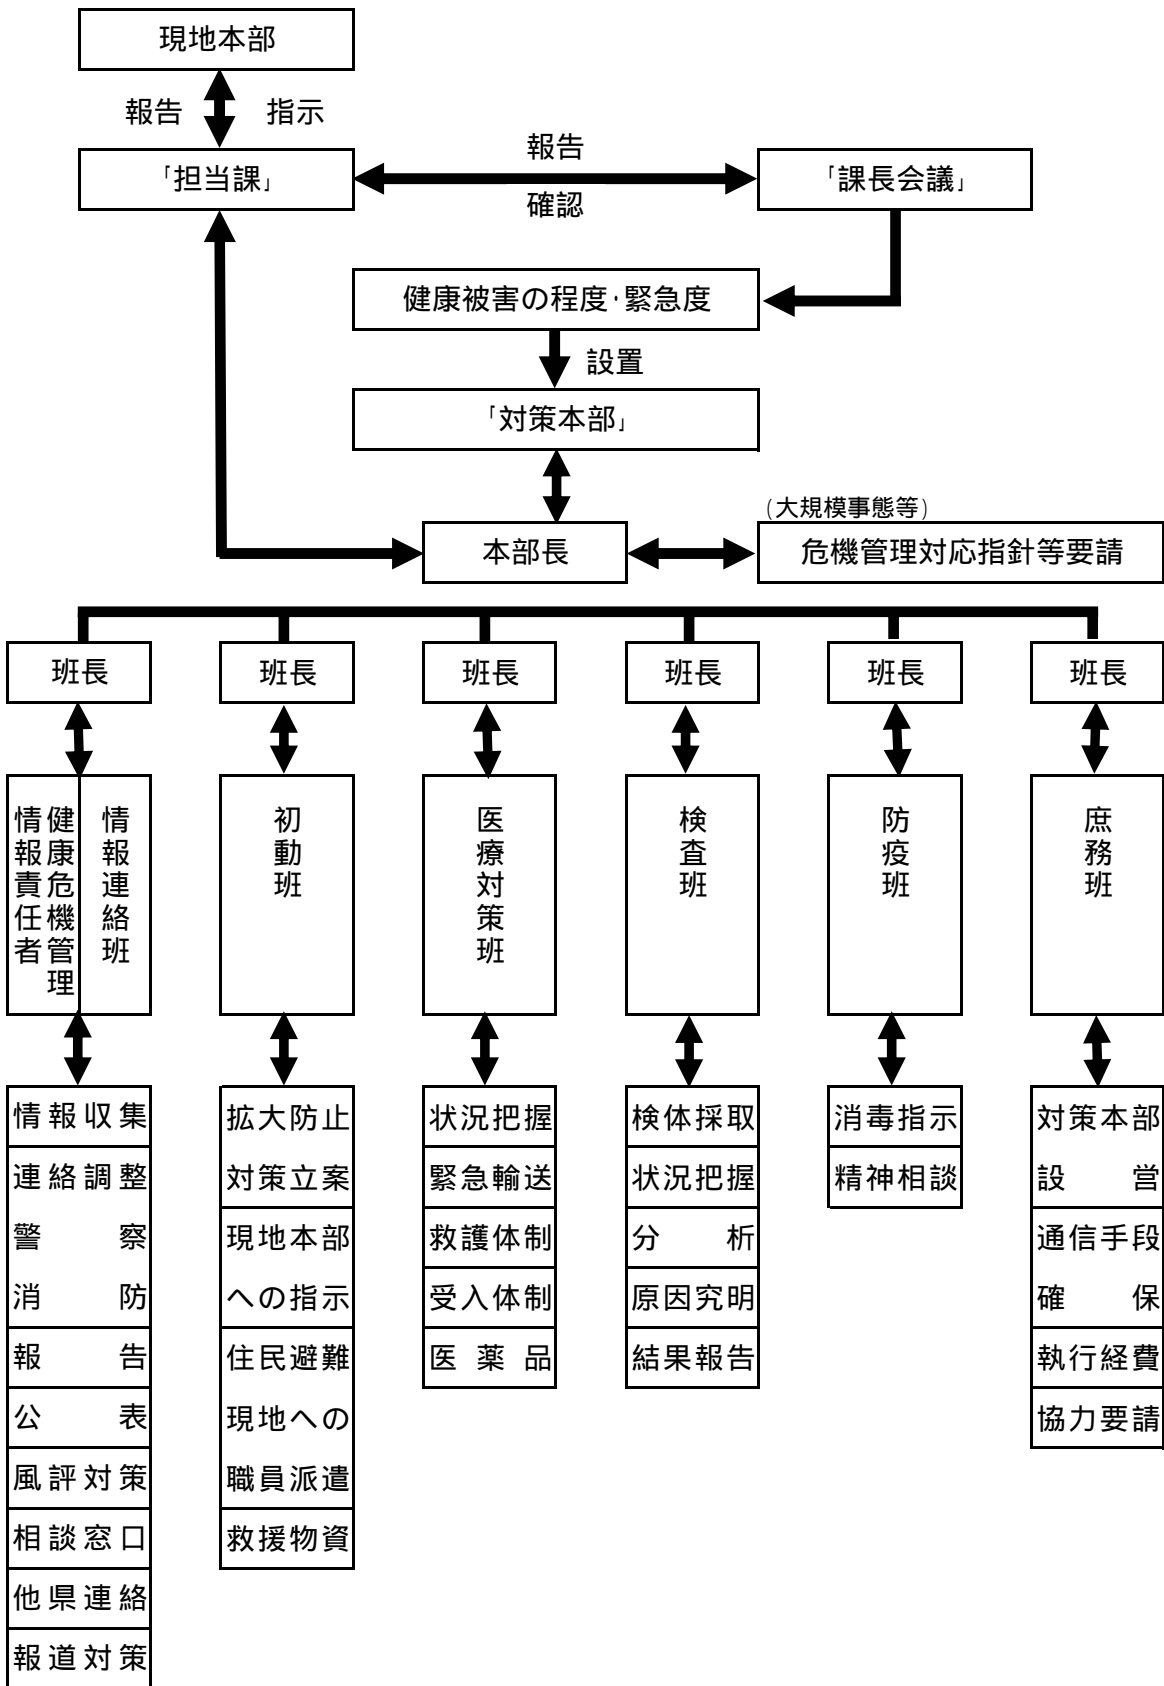 現地本部
報告 指示
「担当課」
報告
確認
「課長会議」
健康被害の程度・緊急度
設置
「対策本部」
(大規模事態等)
本部長
危機管理対応指針等要請
班長
班長
班長
班長
班長
班長
健康危機管理
情報責任者
情報連絡班
初動班
医療対策班
検査班
防疫班
庶務班
情報収集
連絡調整
警察
消防
報告
公表
風評対策
相談窓口
他県連絡
報道対策
拡大防止
対策立案
現地本部
への指示
住民避難
現地への
職員派遣
救援物資
状況把握
緊急輸送
救護体制
受入体制
医薬品
検体採取
状況把握
分析
原因究明
結果報告
消毒指示
精神相談
対策本部
設営
通信手段
確保
執行経費
協力要請